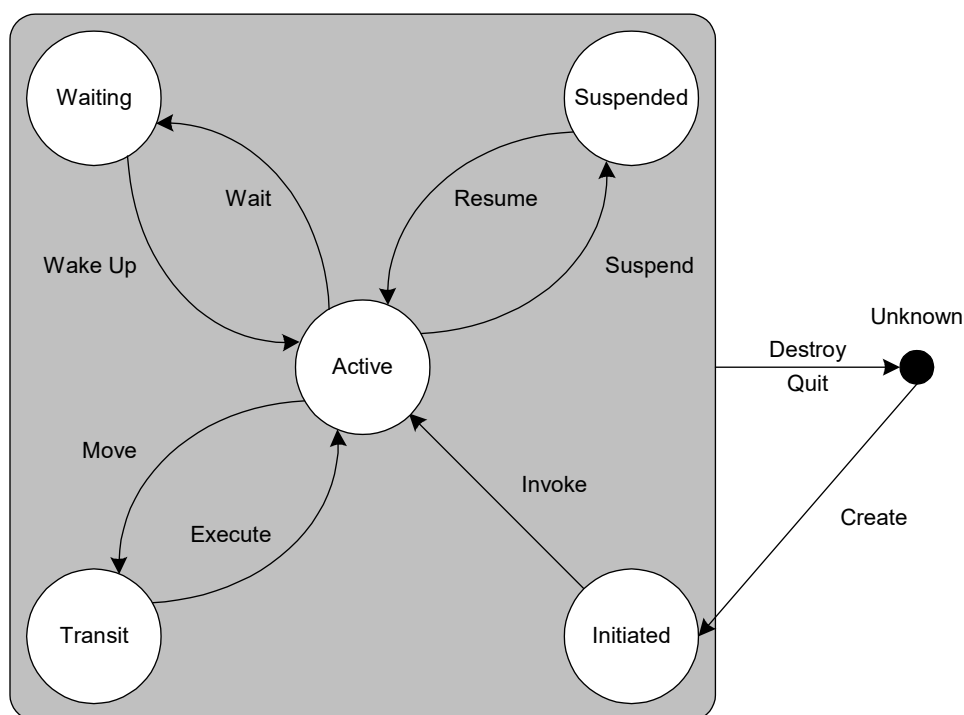 Waiting
Suspended
Wait
Resume
Wake Up
Suspend
Unknown
Destroy
Quit
Active
Move
Invoke
Execute
Create
Transit
Initiated